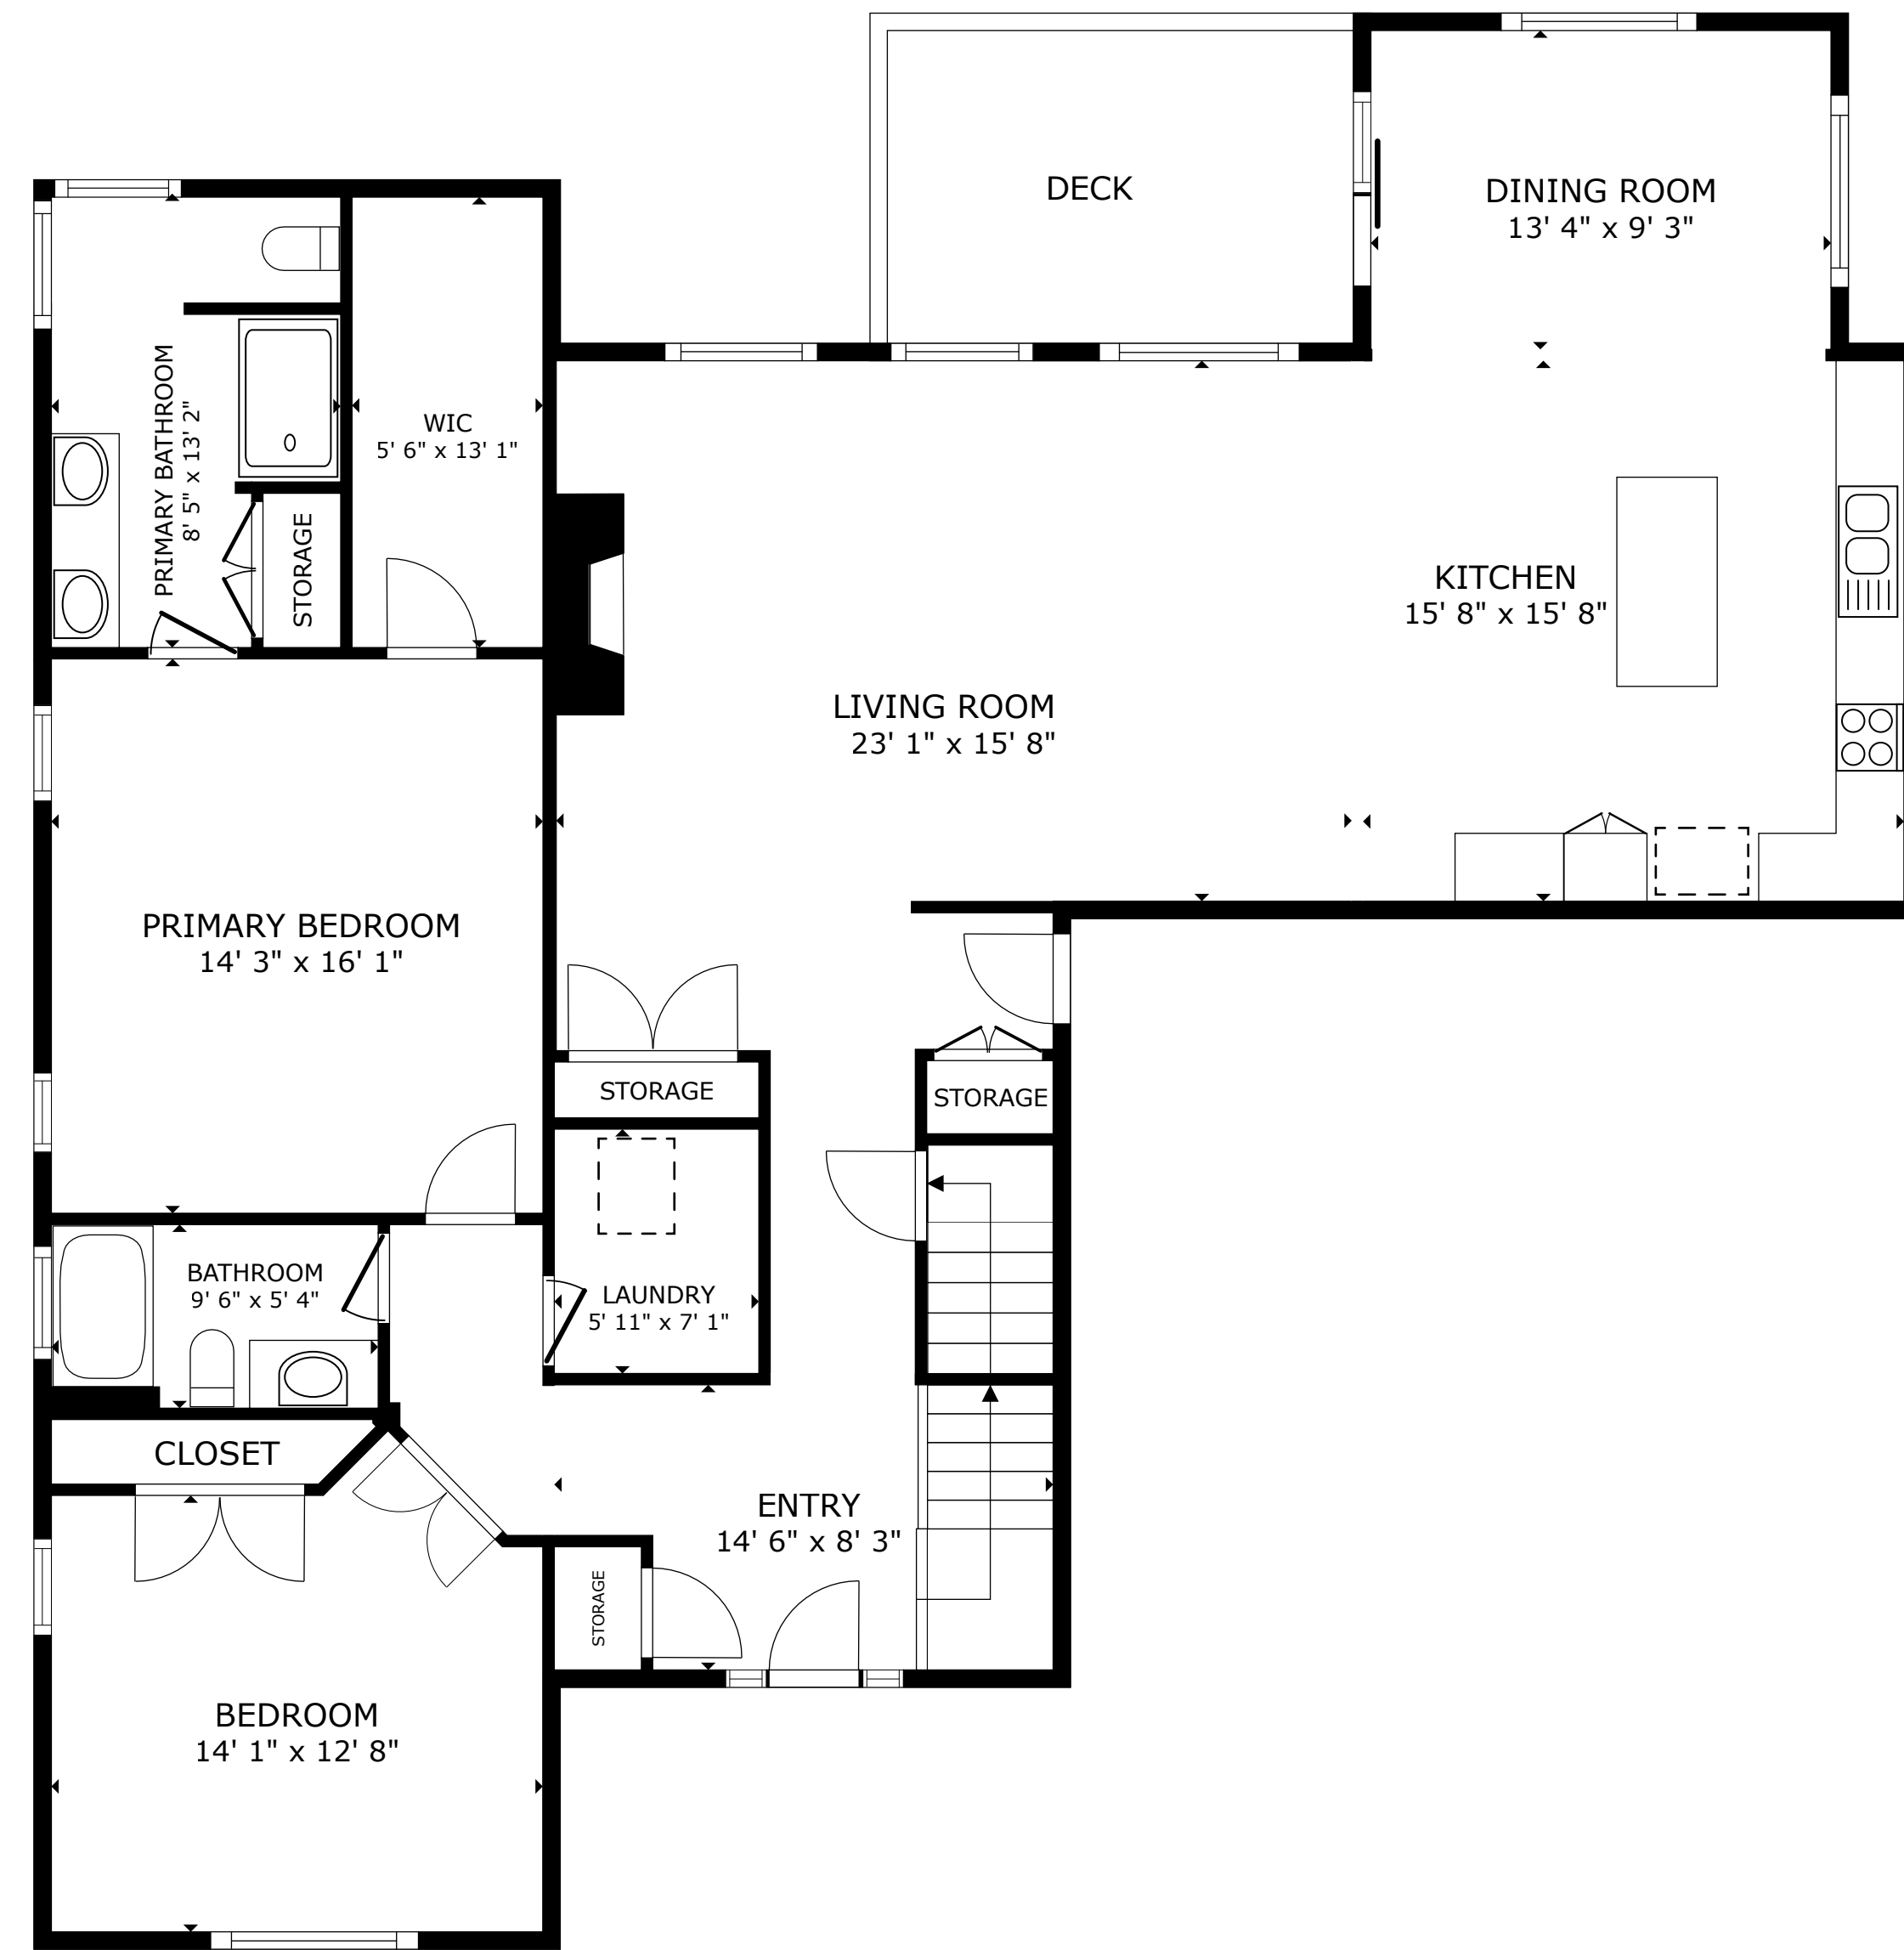 DECK
DINING ROOM
13' 4" x 9' 3"
PRIMARY BATHROOM
8' 5" x 13' 2"
WIC
5' 6" x 13' 1"
STORAGE
KITCHEN
15' 8" x 15' 8"
LIVING ROOM
23' 1" x 15' 8"
PRIMARY BEDROOM
14' 3" x 16' 1"
STORAGE
STORAGE
BATHROOM
9' 6" x 5' 4"
LAUNDRY
5' 11" x 7' 1"
CLOSET
ENTRY
14' 6" x 8' 3"
STORAGE
BEDROOM
14' 1" x 12' 8"